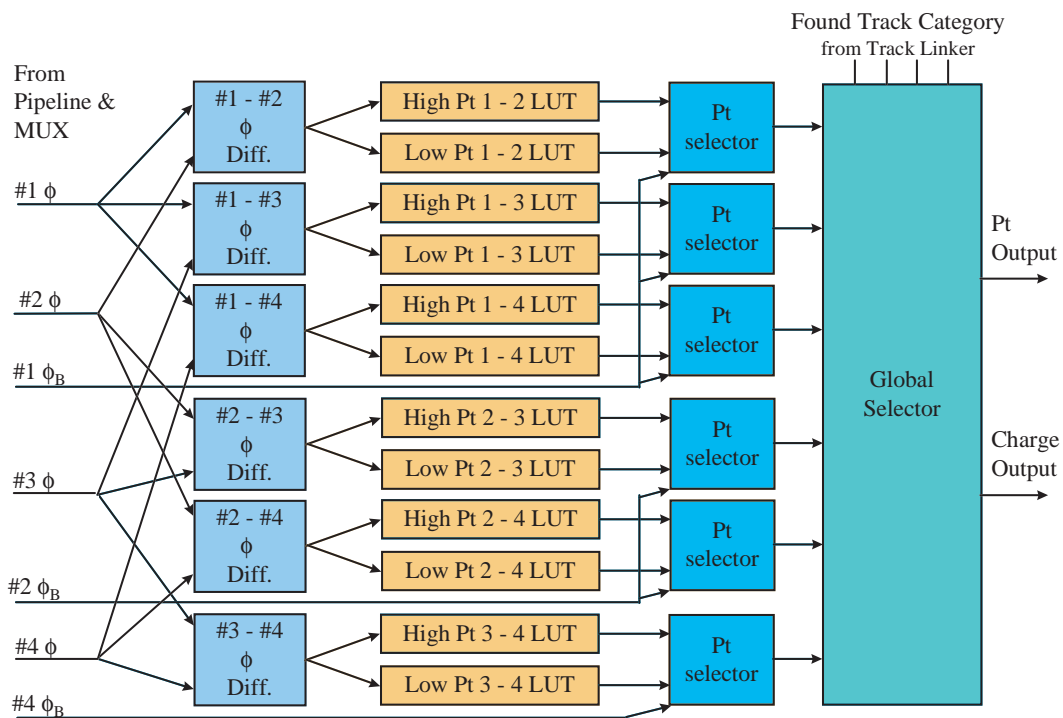 Found Track Category
from Track Linker
From
Pipeline &
MUX
#1 ϕ
#2 ϕ
#1 ϕB
#3 ϕ
#2 ϕB
#4 ϕ
#4 ϕB
#1 - #2
ϕ
Diff.
#1 - #3
ϕ
Diff.
#1 - #4
ϕ
Diff.
#2 - #3
ϕ
Diff.
#2 - #4
ϕ
Diff.
#3 - #4
ϕ
Diff.
High Pt 1 - 2 LUT
Low Pt 1 - 2 LUT
High Pt 1 - 3 LUT
Low Pt 1 - 3 LUT
High Pt 1 - 4 LUT
Low Pt 1 - 4 LUT
High Pt 2 - 3 LUT
Low Pt 2 - 3 LUT
High Pt 2 - 4 LUT
Low Pt 2 - 4 LUT
High Pt 3 - 4 LUT
Low Pt 3 - 4 LUT
Pt
selector
Pt
selector
Pt
selector
Pt
selector
Pt
selector
Pt
selector
Global
Selector
Pt
Output
Charge
Output